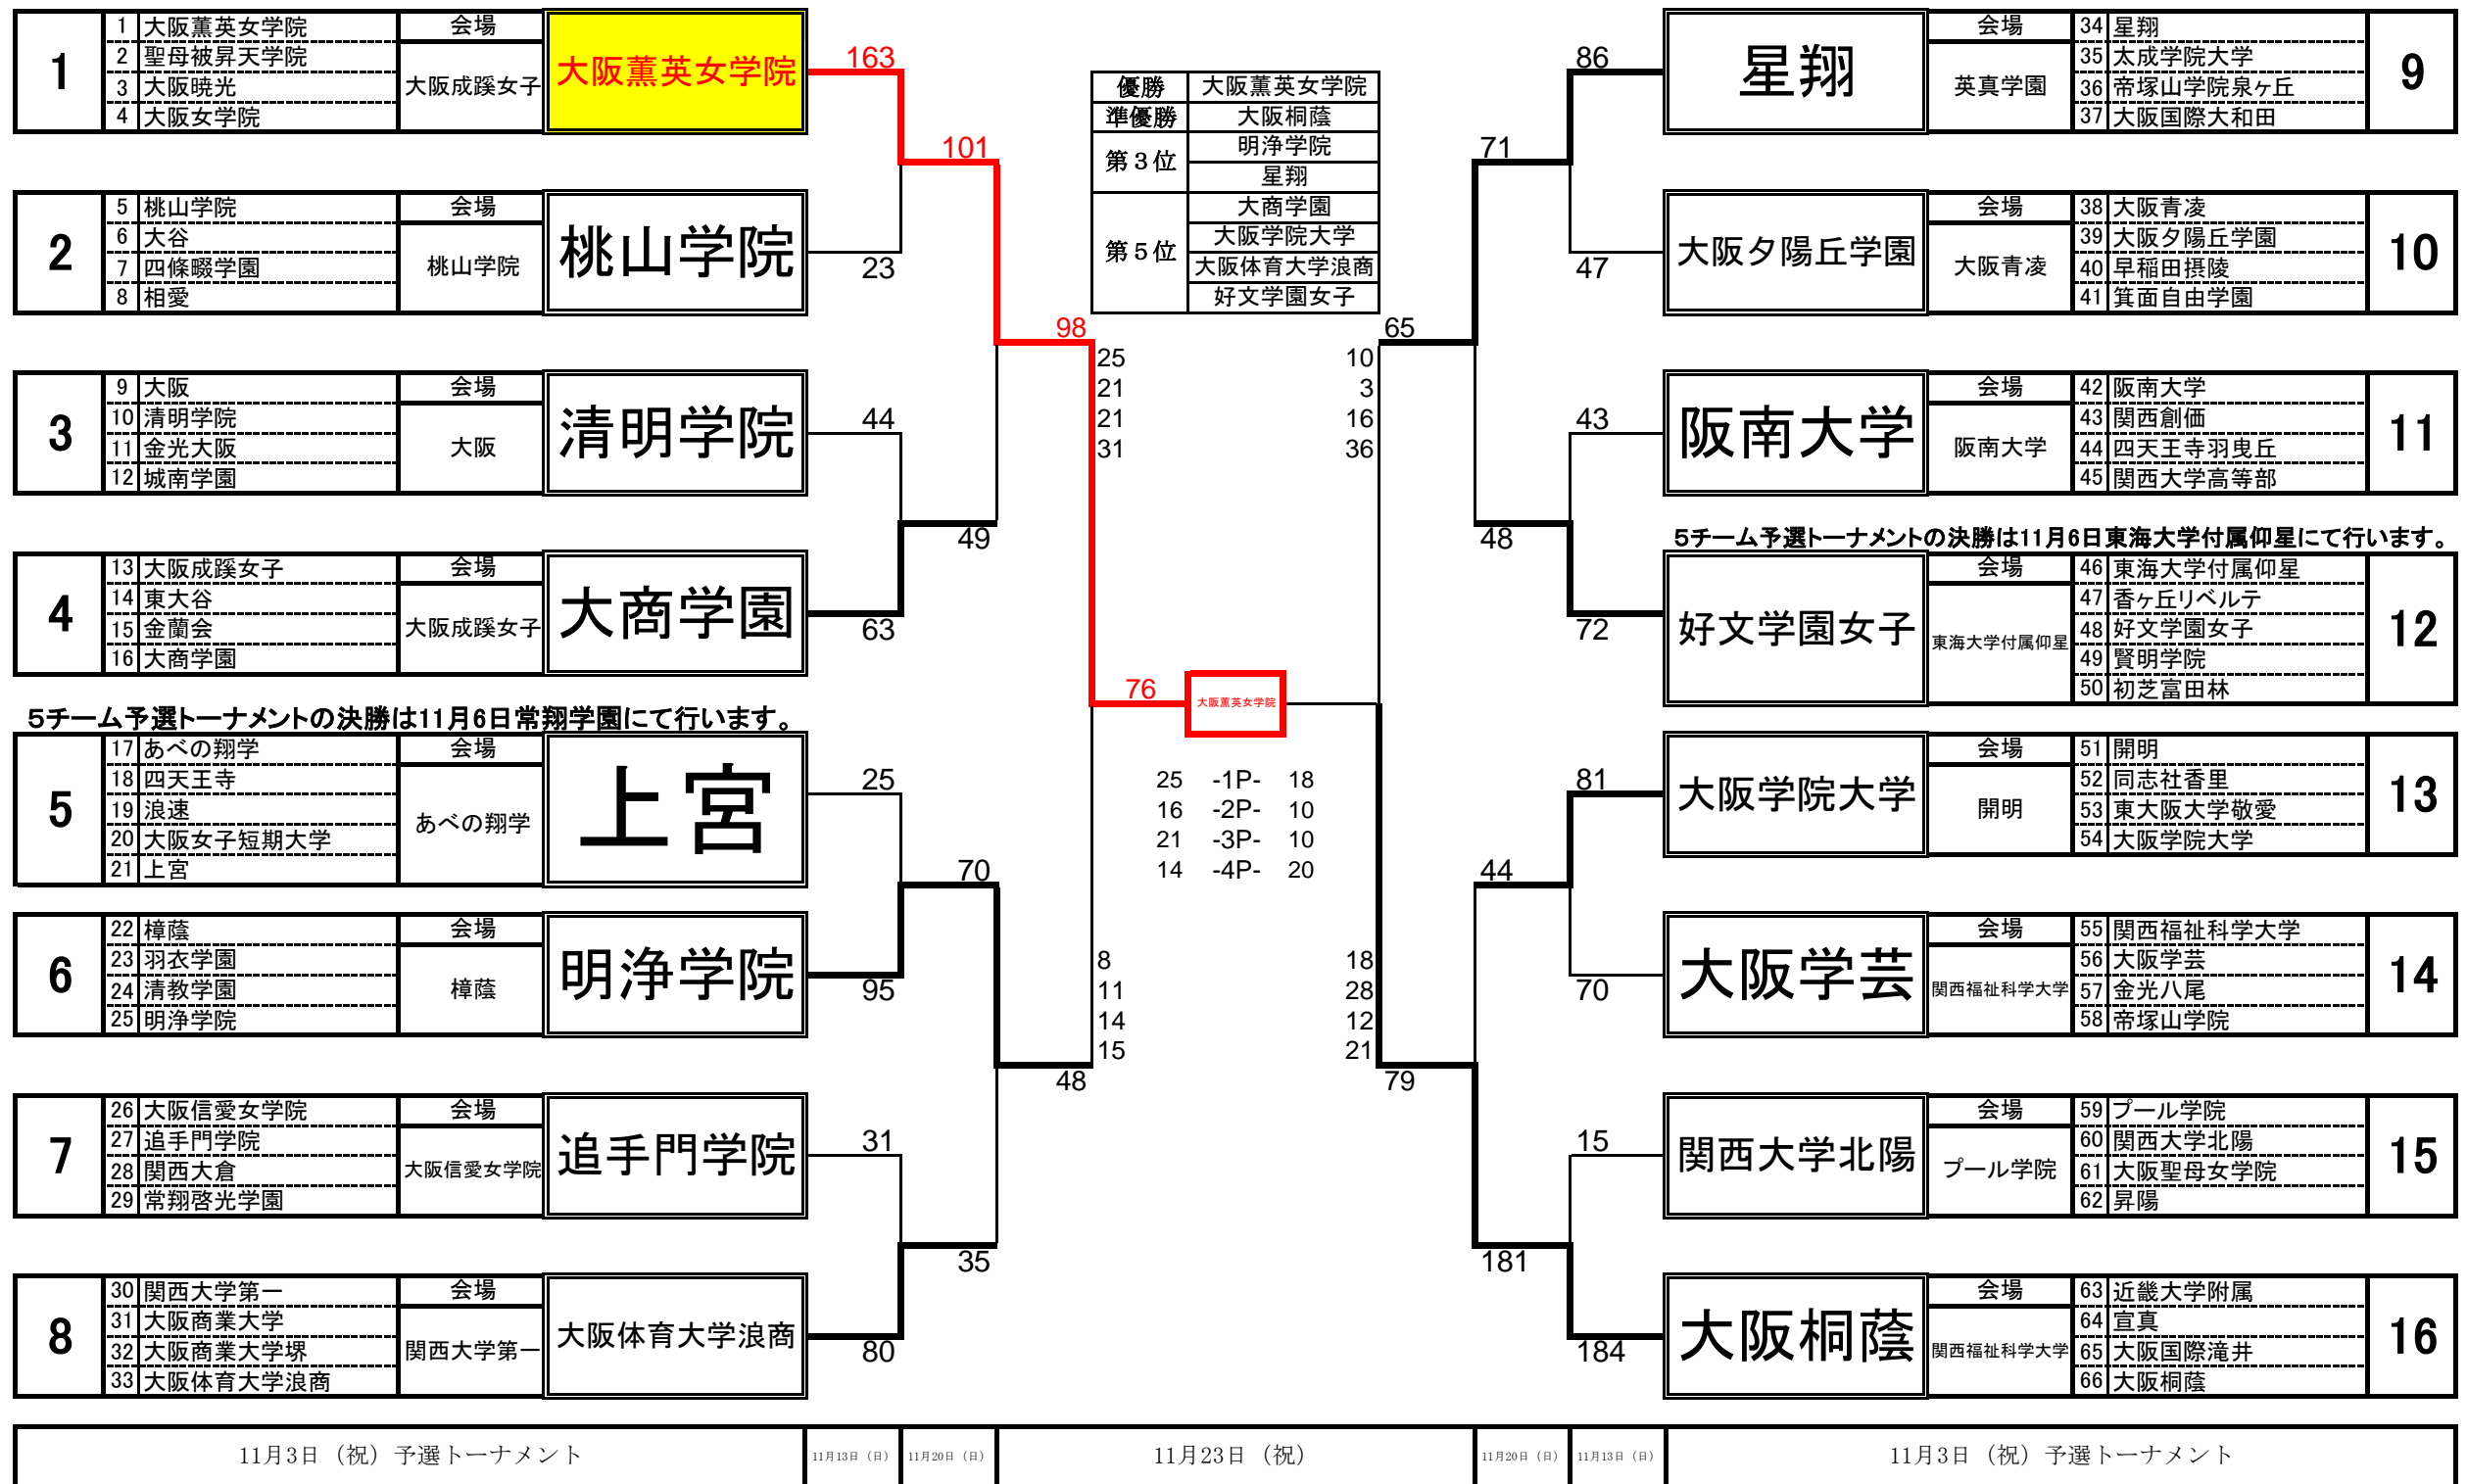 1
1 大阪薫英女学院
2 聖母被昇天学院
3 大阪暁光
4 大阪女学院
会場
大阪成蹊女子
大阪薫英女学院
163
101
2
5 桃山学院
6 大谷
7 四條畷学園
8 相愛
会場
桃山学院
桃山学院
23
98
3
9 大阪
10 清明学院
11 金光大阪
12 城南学園
会場
大阪
清明学院
44
49
4
13 大阪成蹊女子
14 東大谷
15 金蘭会
16 大商学園
会場
大阪成蹊女子
大商学園
63
5チーム予選トーナメントの決勝は11月6日常翔学園にて行います。
5
17 あべの翔学
18 四天王寺
19 浪速
20 大阪女子短期大学
21 上宮
会場
あべの翔学
上宮
25
70
6
22 樟蔭
23 羽衣学園
24 清教学園
25 明浄学院
会場
樟蔭
明浄学院
95
48
7
26 大阪信愛女学院
27 追手門学院
28 関西大倉
29 常翔啓光学園
会場
大阪信愛女学院
追手門学院
31
35
8
30 関西大学第一
31 大阪商業大学
32 大阪商業大学堺
33 大阪体育大学浪商
会場
関西大学第一
大阪体育大学浪商
80
優勝 大阪薫英女学院
準優勝 大阪桐蔭
第３位 明浄学院
星翔
第５位 大商学園
大阪学院大学
大阪体育大学浪商
好文学園女子
25 10
21 3
21 16
31 36
76
大阪薫英女学院
25 -1P- 18
16 -2P- 10
21 -3P- 10
14 -4P- 20
8 18
11 28
14 12
15 21
86
71
65
星翔
会場
英真学園
34 星翔
35 太成学院大学
36 帝塚山学院泉ヶ丘
37 大阪国際大和田
9
47
大阪夕陽丘学園
会場
大阪青凌
38 大阪青凌
39 大阪夕陽丘学園
40 早稲田摂陵
41 箕面自由学園
10
43
48
阪南大学
会場
阪南大学
42 阪南大学
43 関西創価
44 四天王寺羽曳丘
45 関西大学高等部
11
5チーム予選トーナメントの決勝は11月6日東海大学付属仰星にて行います。
72
好文学園女子
会場
東海大学付属仰星
46 東海大学付属仰星
47 香ヶ丘リベルテ
48 好文学園女子
49 賢明学院
50 初芝富田林
12
81
44
大阪学院大学
会場
開明
51 開明
52 同志社香里
53 東大阪大学敬愛
54 大阪学院大学
13
70
79
大阪学芸
会場
関西福祉科学大学
55 関西福祉科学大学
56 大阪学芸
57 金光八尾
58 帝塚山学院
14
15
181
関西大学北陽
会場
プール学院
59 プール学院
60 関西大学北陽
61 大阪聖母女学院
62 昇陽
15
184
大阪桐蔭
会場
関西福祉科学大学
63 近畿大学附属
64 宣真
65 大阪国際滝井
66 大阪桐蔭
16
11月3日（祝）予選トーナメント 11月13日（日） 11月20日（日） 11月23日（祝） 11月20日（日） 11月13日（日） 11月3日（祝）予選トーナメント